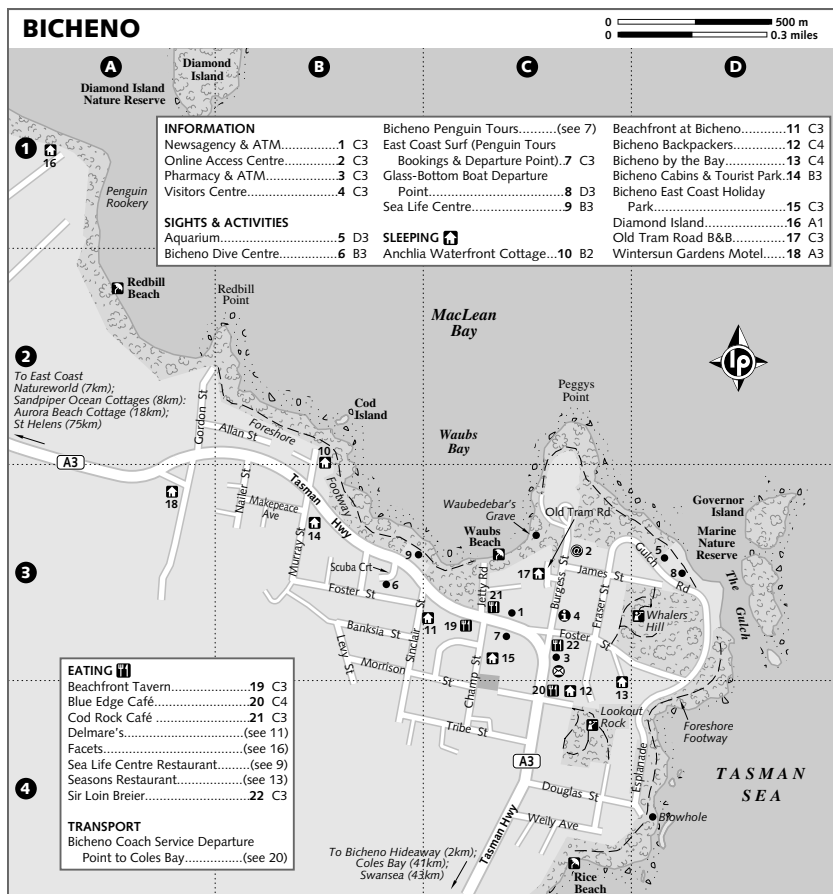 BICHENO
0 500 m
0 0.3 miles
A
B
C
D
Diamond Island
Nature Reserve
Diamond
Island
1
16
INFORMATION
Newsagency & ATM...................1 C3
Online Access Centre...............2 C3
Pharmacy & ATM......................3 C3
Visitors Centre.........................4 C3
SIGHTS & ACTIVITIES
Aquarium.................................5 D3
Bicheno Dive Centre.................6 B3
Bicheno Penguin Tours..........(see 7)
East Coast Surf (Penguin Tours
Bookings & Departure Point).7 C3
Glass-Bottom Boat Departure
Point....................................8 D3
Sea Life Centre........................9 B3
SLEEPING
Anchlia Waterfront Cottage...10 B2
Beachfront at Bicheno............11 C3
Bicheno Backpackers..............12 C4
Bicheno by the Bay................13 C4
Bicheno Cabins & Tourist Park.14 B3
Bicheno East Coast Holiday
Park...................................15 C3
Diamond Island......................16 A1
Old Tram Road B&B...............17 C3
Wintersun Gardens Motel.......18 A3
Penguin
Rookery
Redbill
Beach
Redbill
Point
MacLean
Bay
lp
2
To East Coast
Natureworld (7km);
Sandpiper Ocean Cottages (8km):
Aurora Beach Cottage (18km);
St Helens (75km)
Peggys
Point
Cod
Island
Waubs
Bay
Gordon St
Allan St
Foreshore
Footway
10
A3
Tasman
Hwy
18
Nailer St
Makepeace
Ave
14
Murray St
Waubedebar's
Grave
Old Tram Rd
Governor
Island
Marine
Nature
Reserve
Waubs
Beach
3
9
Scuba Crt
6
Foster St
@ 2
5
8
Gulch
Rd
The
Gulch
17
Jetty Rd
21
1
Burgess St
James St
Fraser St
i 4
Whalers
Hill
Banksia St
Levy St
Sinclair St
11
19
7
Foster St
22
3
Morrison St
Champ St
15
20
12
13
Lookout
Rock
Foreshore
Footway
Tribe St
EATING
Beachfront Tavern...................19 C3
Blue Edge Café.......................20 C4
Cod Rock Café .......................21 C3
Delmare's............................(see 11)
Facets..................................(see 16)
Sea Life Centre Restaurant.....(see 9)
Seasons Restaurant..............(see 13)
Sir Loin Breier.........................22 C3
TRANSPORT
Bicheno Coach Service Departure
Point to Coles Bay..............(see 20)
4
A3
Esplanade
TASMAN
SEA
Douglas St
Blowhole
Welly Ave
Tasman Hwy
To Bicheno Hideaway (2km);
Coles Bay (41km);
Swansea (43km)
Rice
Beach